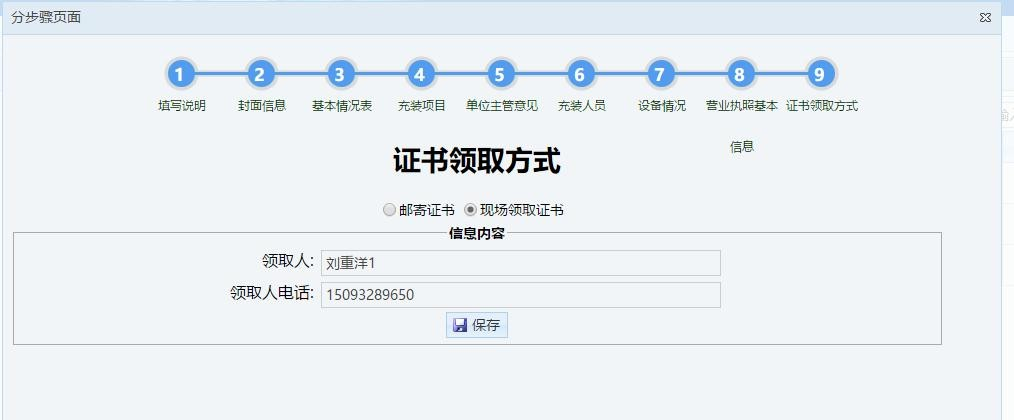 分步骤页面
1 2 3 4 5 6 7 8 9
填写说明 封面信息 基本情况表 充装项目 单位主管意见 充装人员 设备情况 营业执照基本 证书领取方式
信息
证书领取方式
邮寄证书 现场领取证书
信息内容
领取人: 刘重洋1
领取人电话: 15093289650
保存